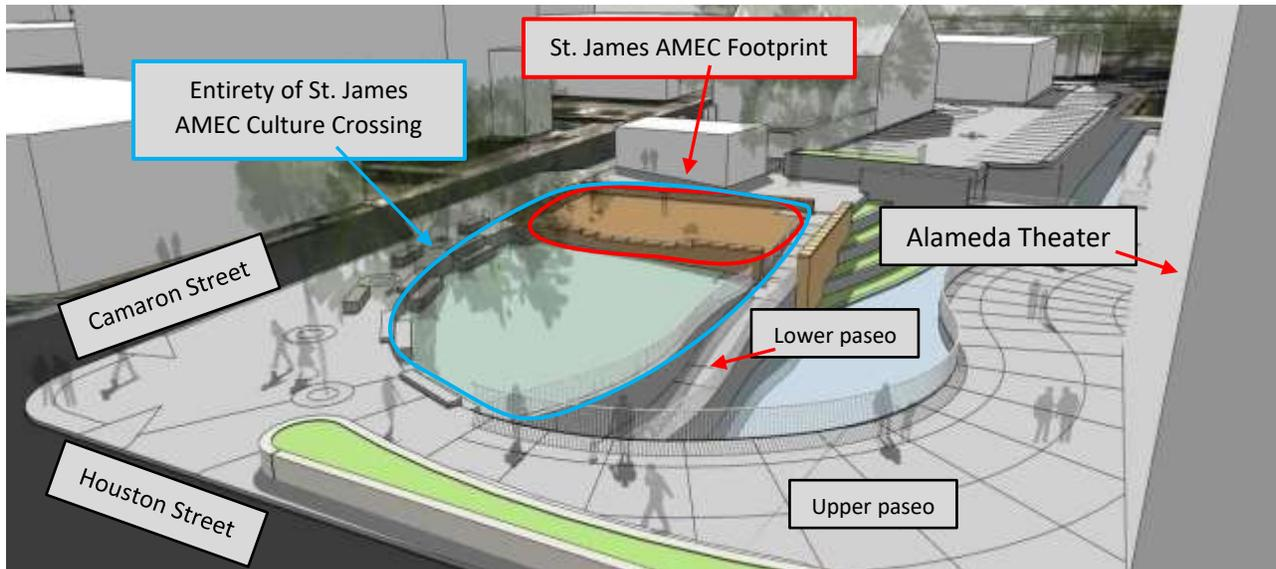 St. James AMEC Footprint
Entirety of St. James
AMEC Culture Crossing
Alameda Theater
Camaron Street
Lower paseo
Houston Street
Upper paseo